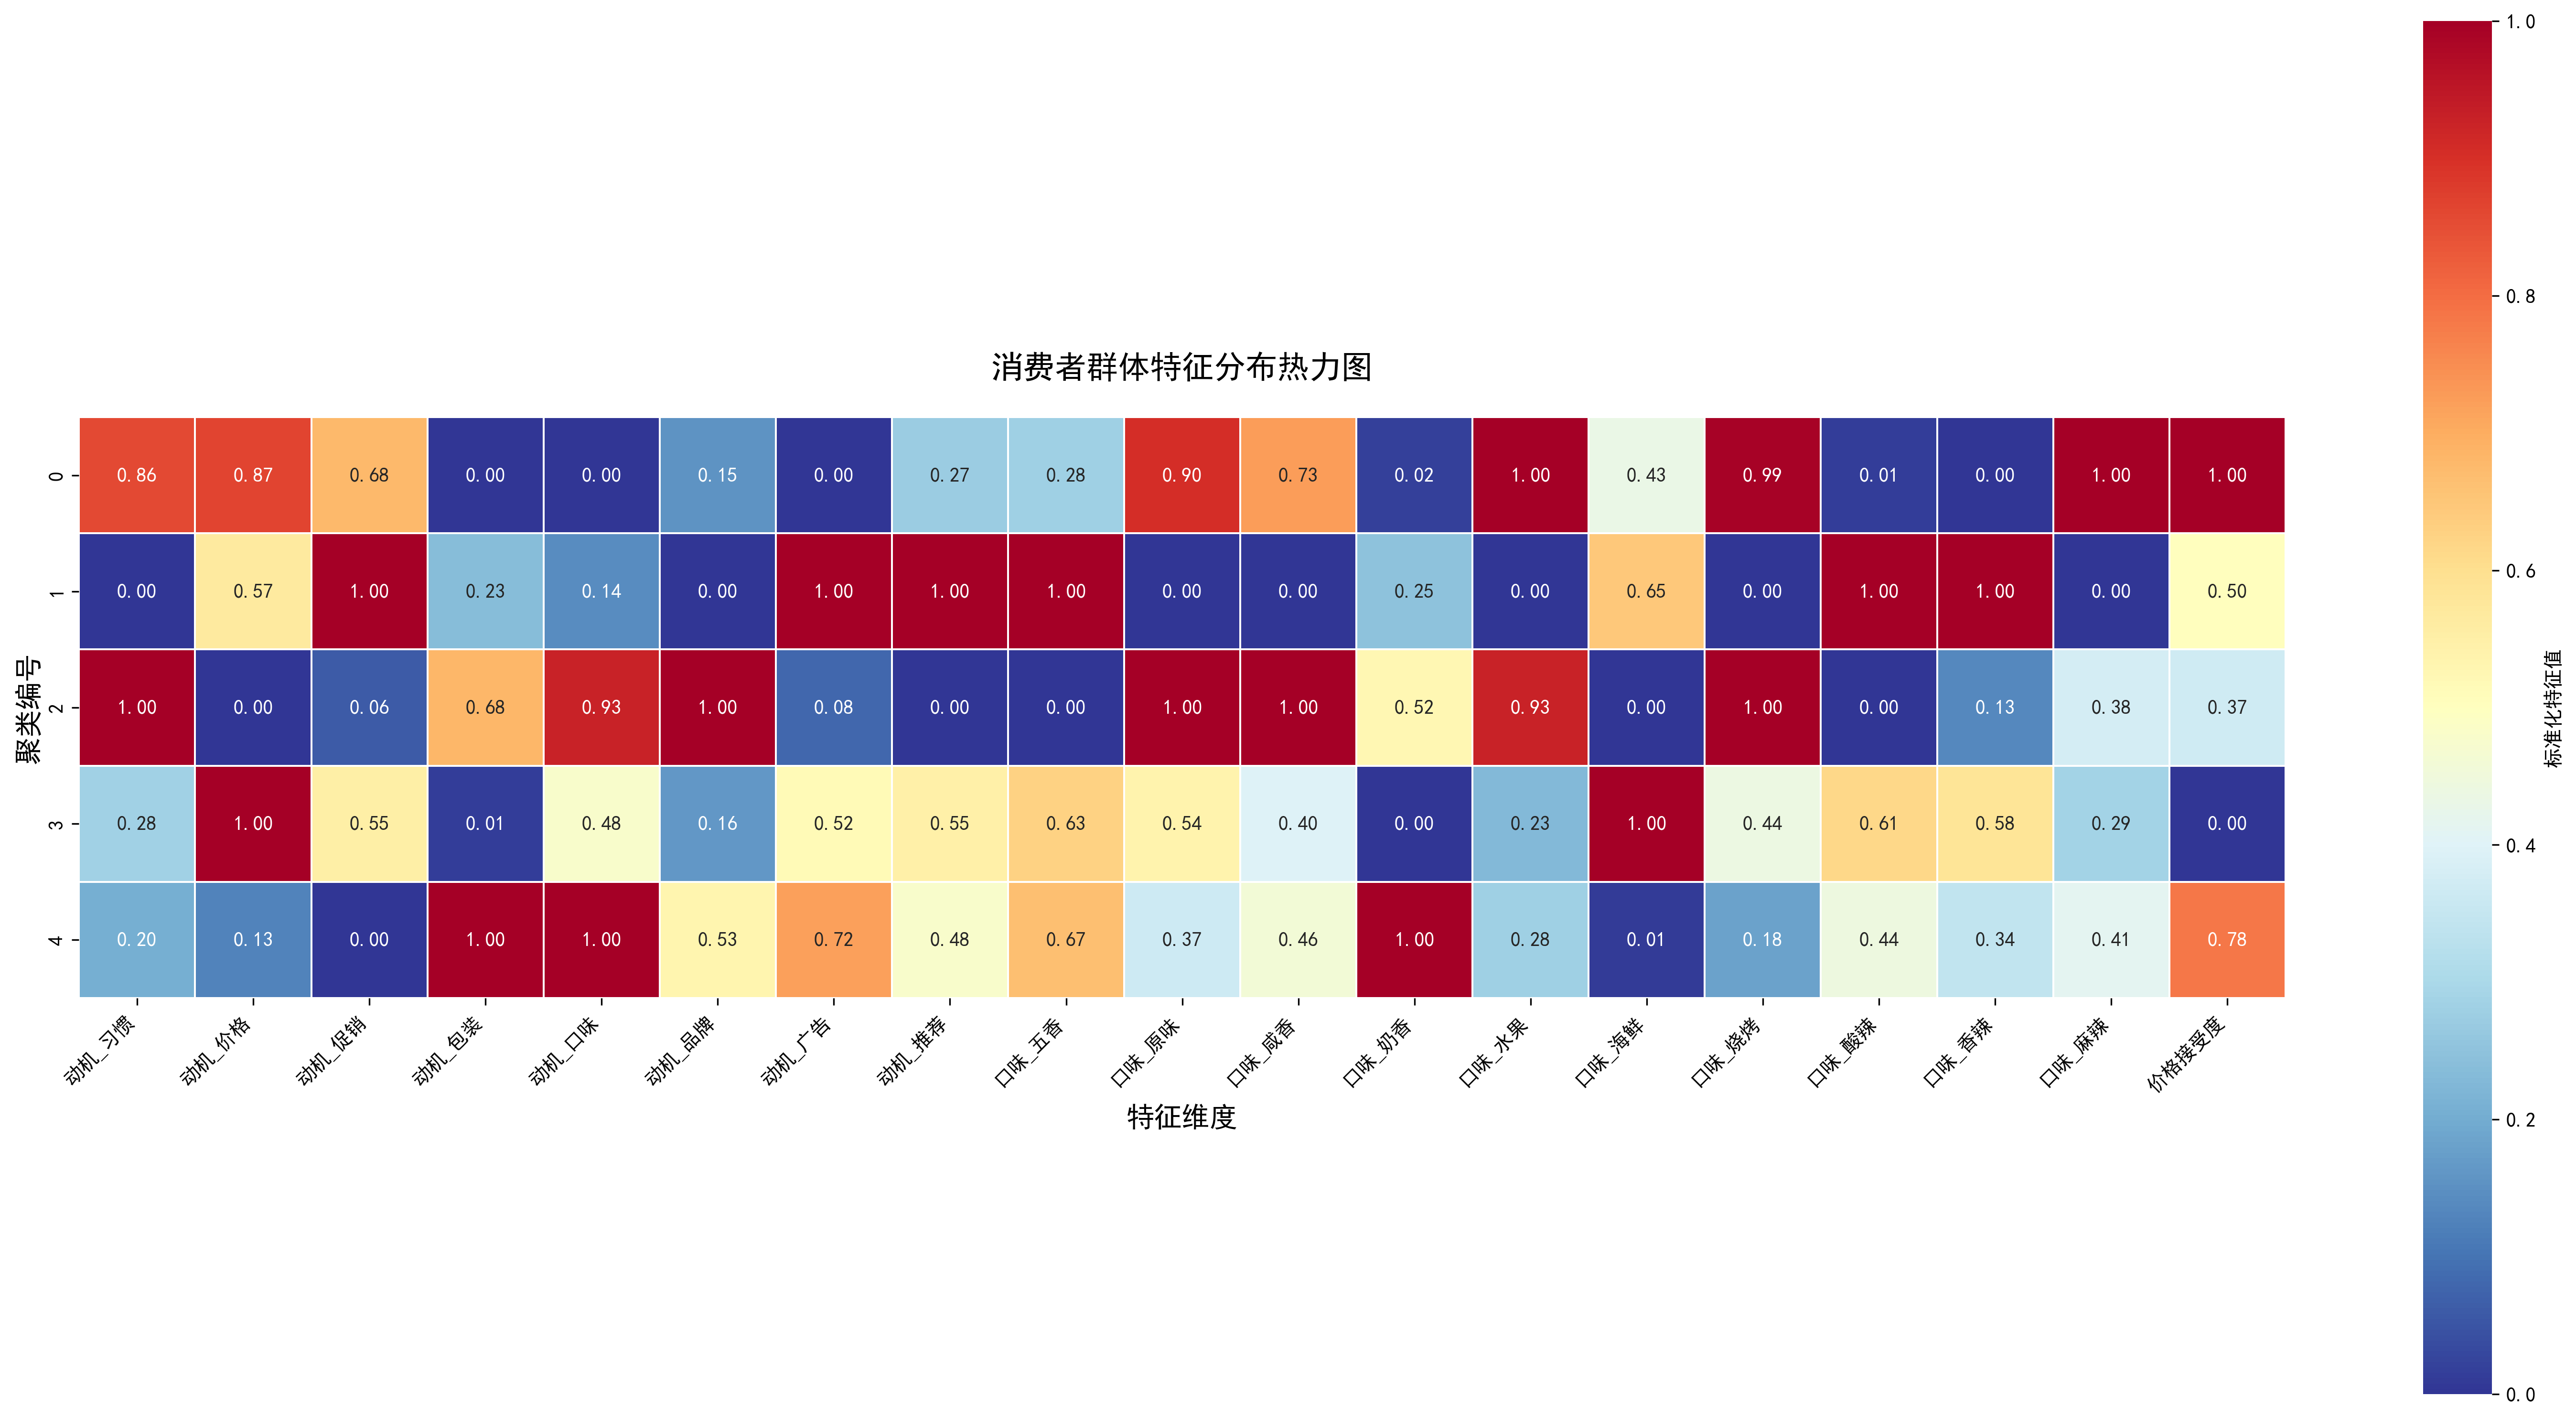 消费者群体特征分布热力图
聚类编号
0 0.86 0.87 0.68 0.00 0.00 0.15 0.00 0.27 0.28 0.90 0.73 0.02 1.00 0.43 0.99 0.01 0.00 1.00 1.00
1 0.00 0.57 1.00 0.23 0.14 0.00 1.00 1.00 1.00 0.00 0.00 0.25 0.00 0.65 0.00 1.00 1.00 0.00 0.50
2 1.00 0.00 0.06 0.68 0.93 1.00 0.08 0.00 0.00 1.00 1.00 0.52 0.93 0.00 1.00 0.00 0.13 0.38 0.37
3 0.28 1.00 0.55 0.01 0.48 0.16 0.52 0.55 0.63 0.54 0.40 0.00 0.23 1.00 0.44 0.61 0.58 0.29 0.00
4 0.20 0.13 0.00 1.00 1.00 0.53 0.72 0.48 0.67 0.37 0.46 1.00 0.28 0.01 0.18 0.44 0.34 0.41 0.78
动机_习惯 动机_价格 动机_促销 动机_包装 动机_口味 动机_品牌 动机_广告 动机_推荐 口味_五香 口味_原味 口味_咸香 口味_奶香 口味_水果 口味_海鲜 口味_烧烤 口味_酸辣 口味_香辣 口味_麻辣 价格接受度
特征维度
1.0
0.8
0.6
0.4
0.2
0.0
标准化特征值